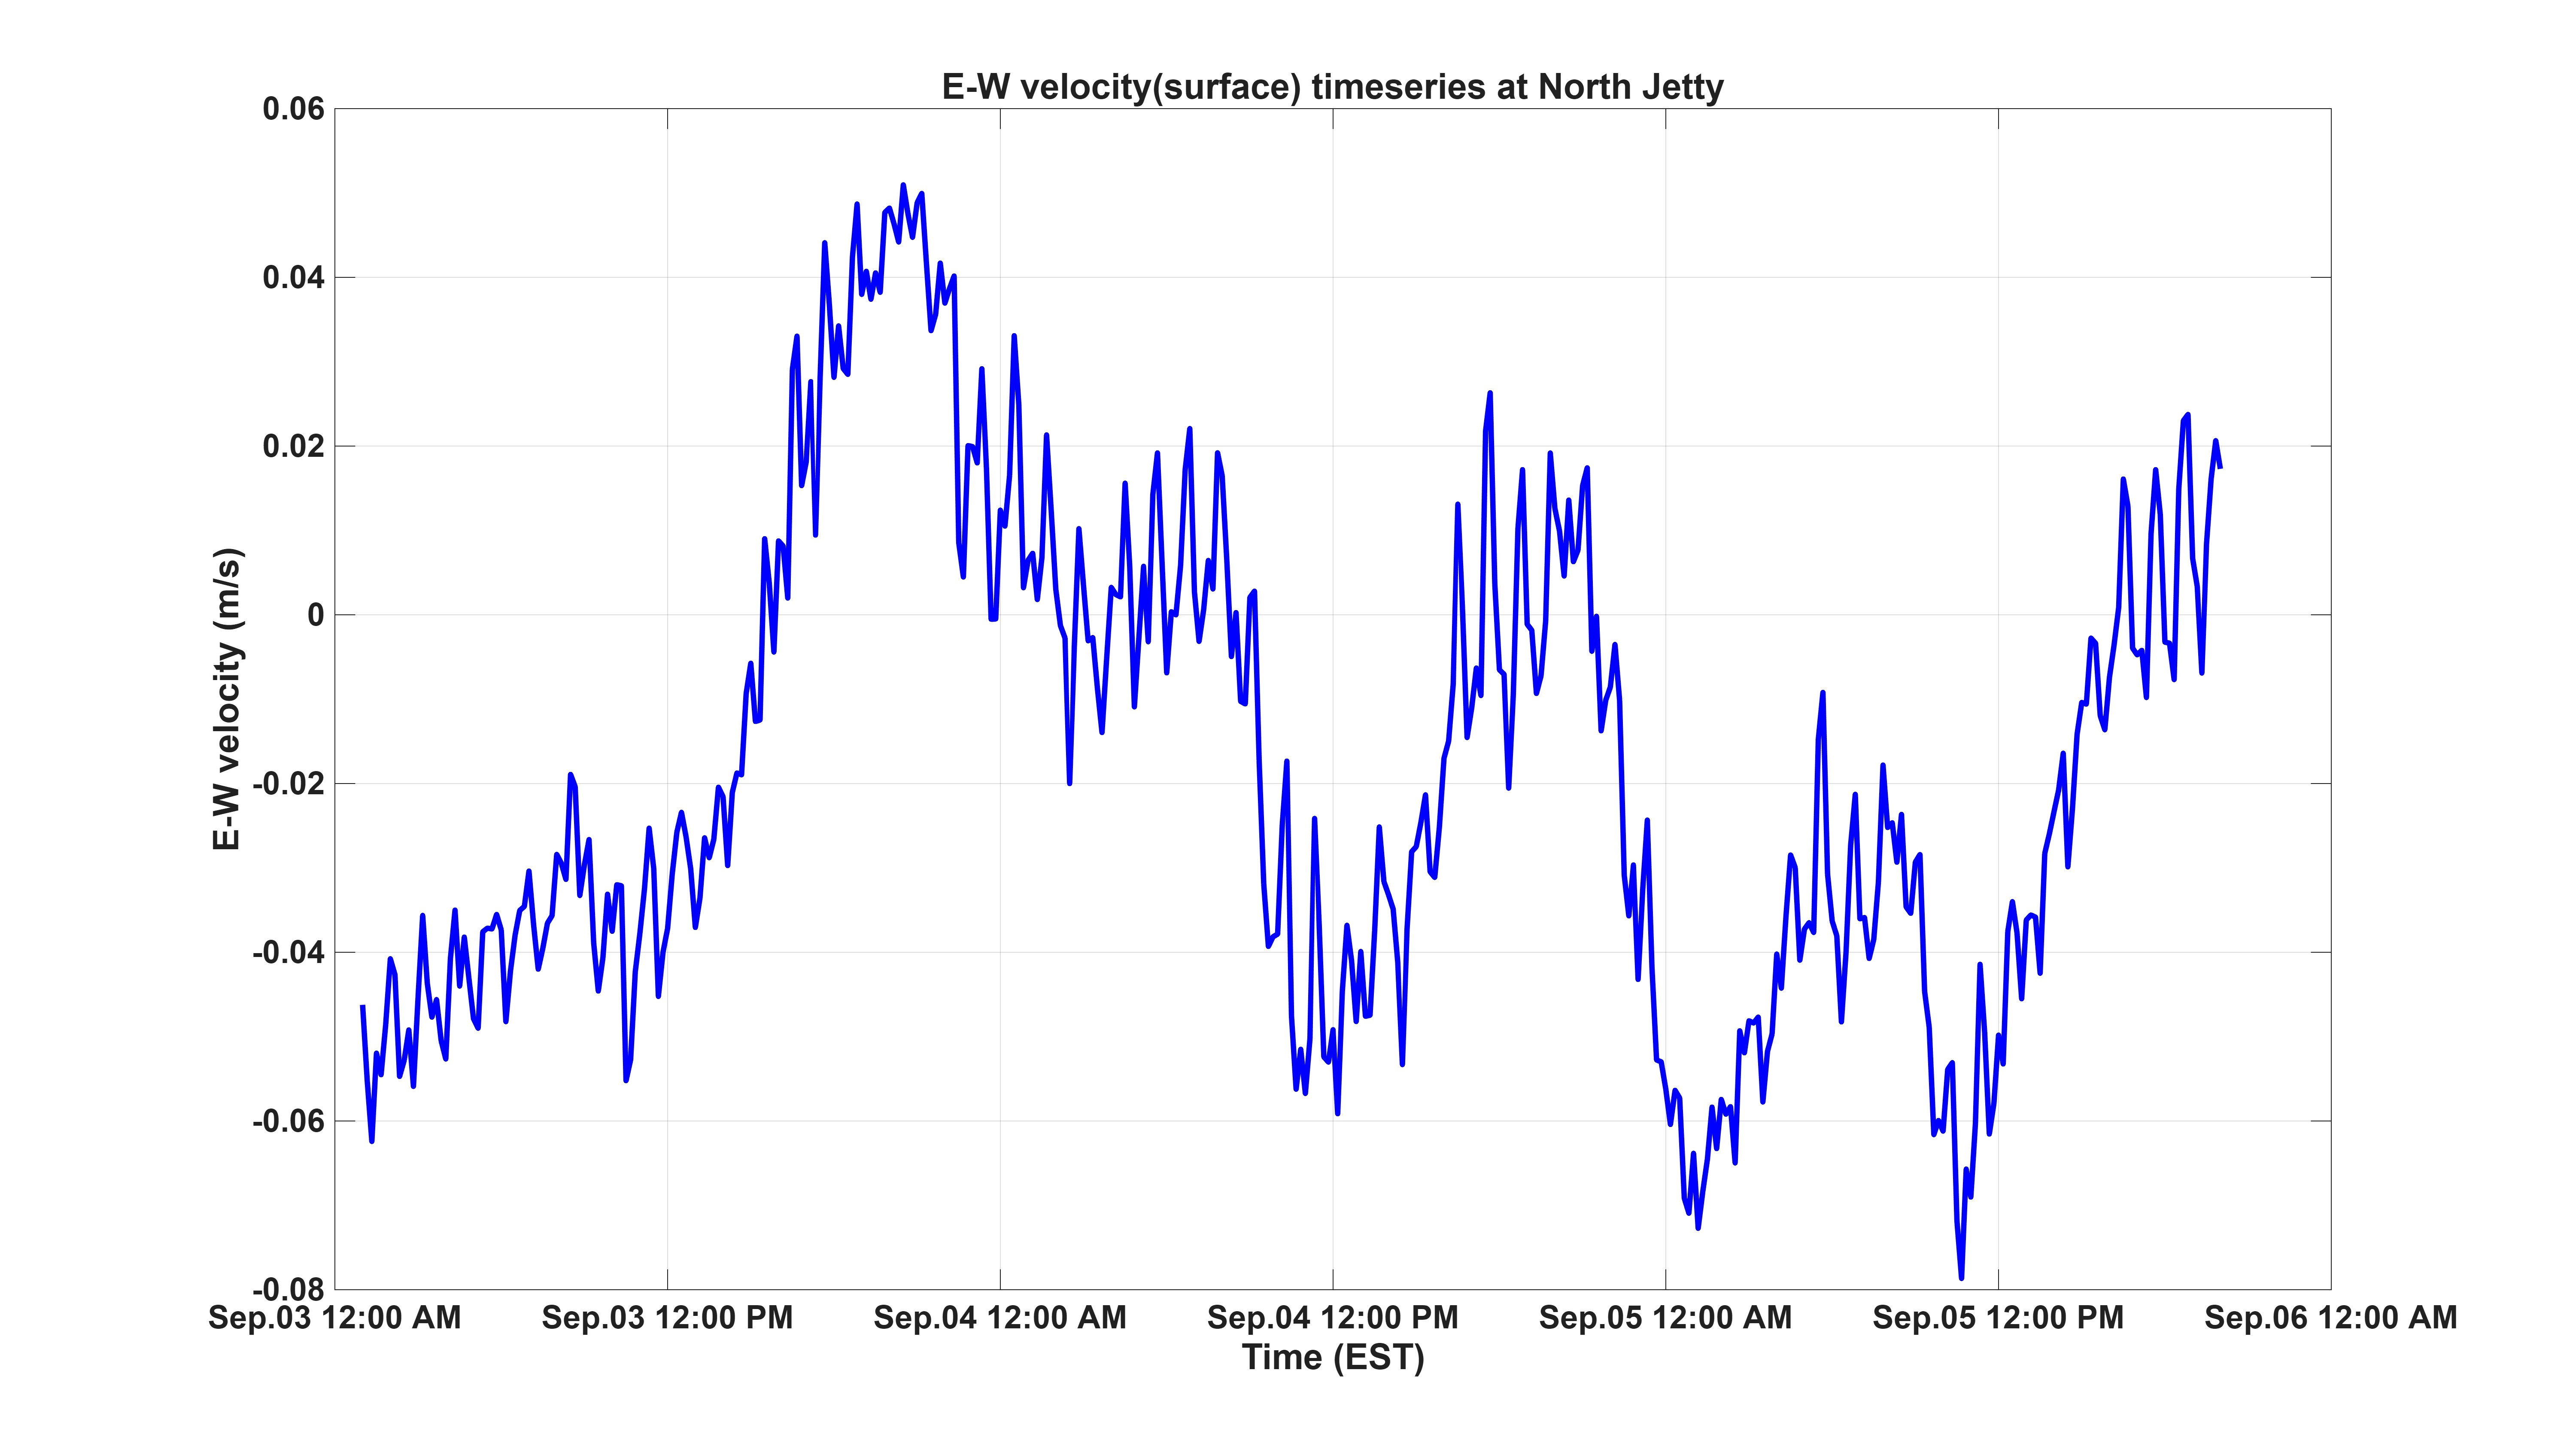 E-W velocity(surface) timeseries at North Jetty
0.06
0.04
0.02
0
-0.02
-0.04
-0.06
-0.08
E-W velocity (m/s)
Sep.03 12:00 AM Sep.03 12:00 PM Sep.04 12:00 AM Sep.04 12:00 PM Sep.05 12:00 AM Sep.05 12:00 PM Sep.06 12:00 AM
Time (EST)